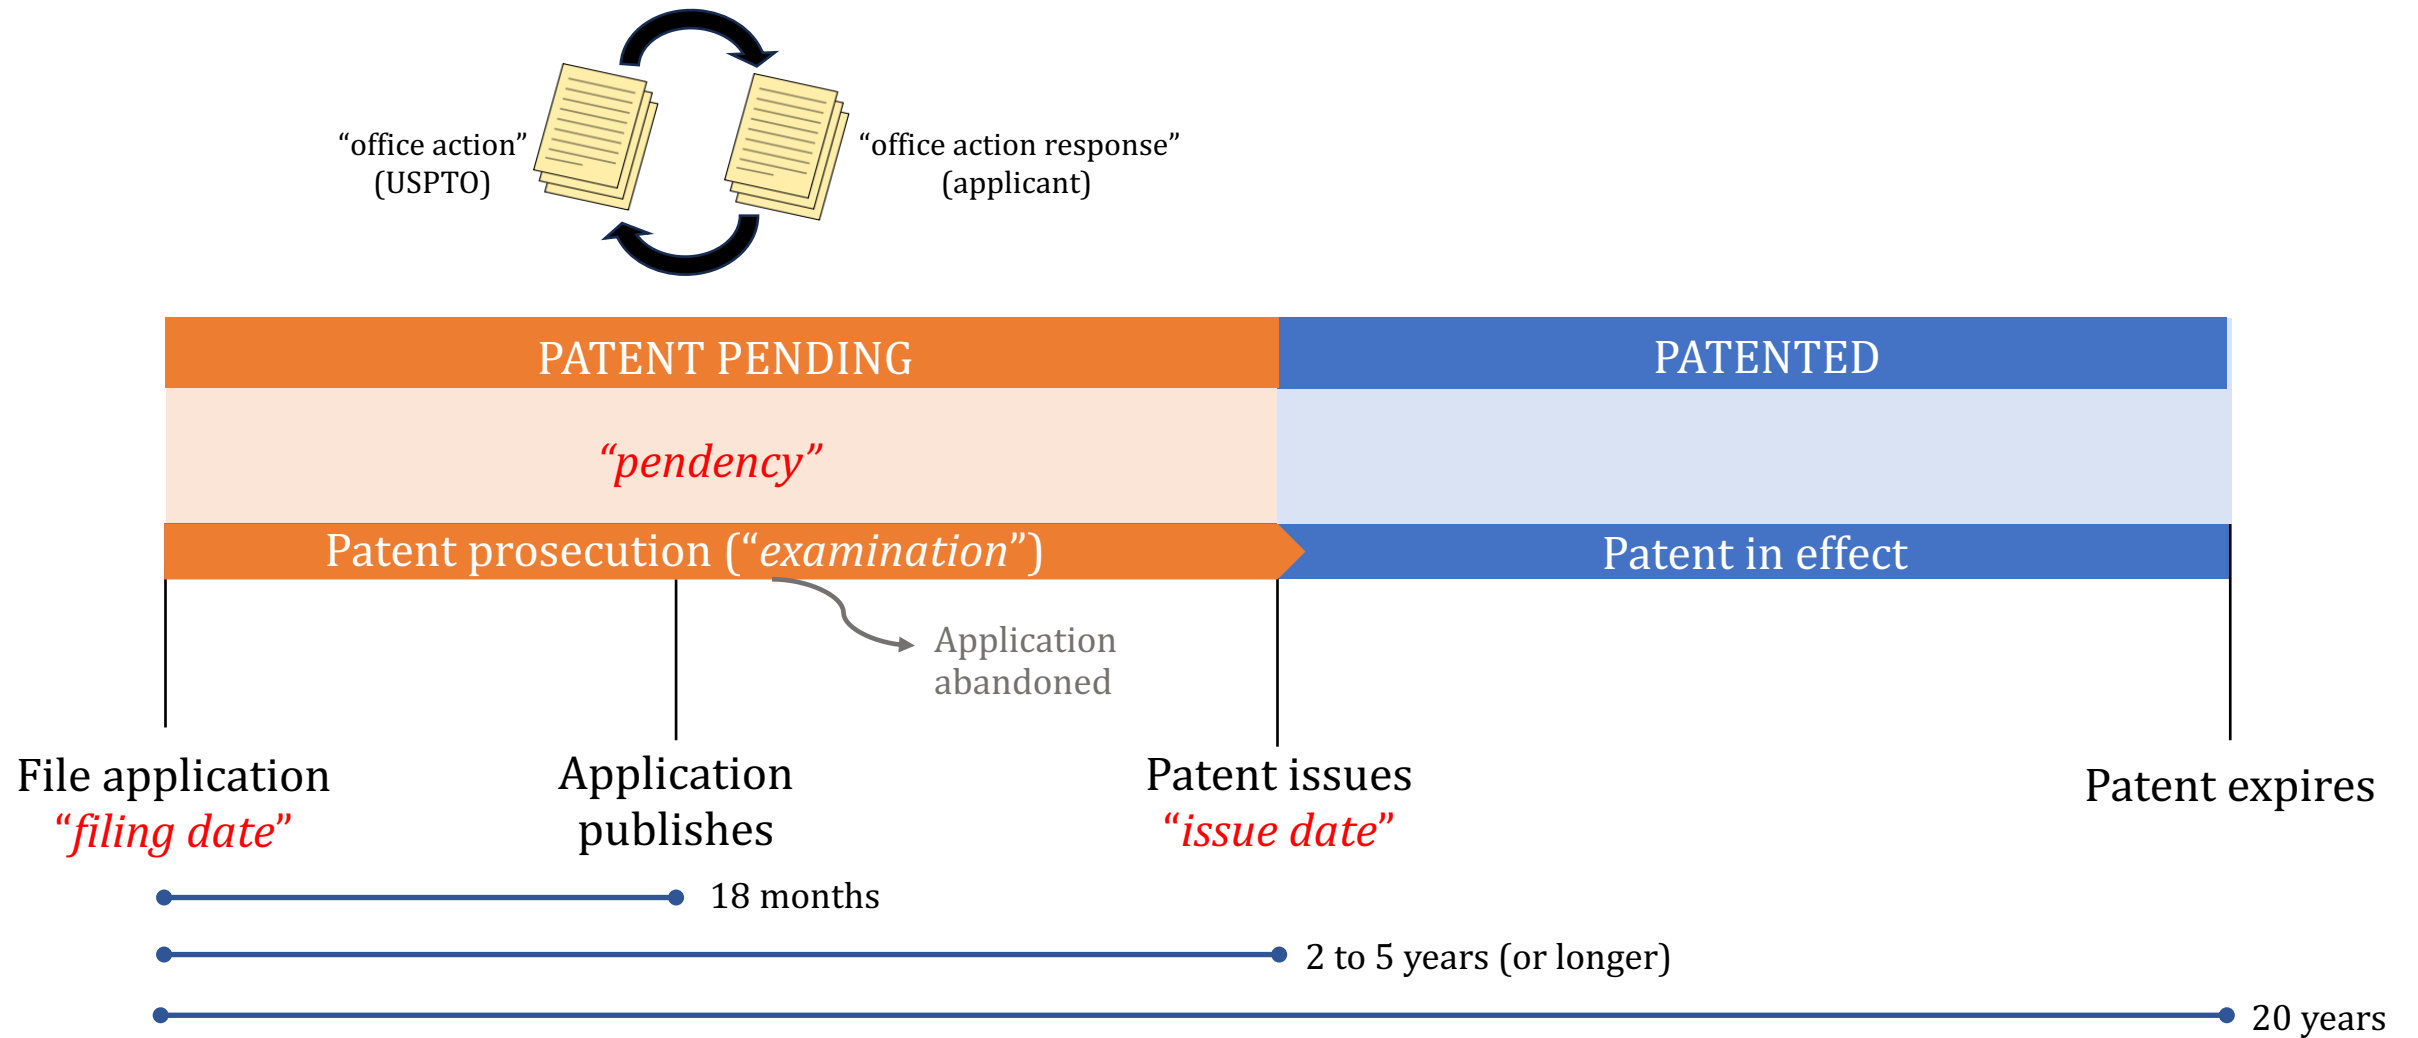 “office action”
(USPTO)
“office action response”
(applicant)
PATENT PENDING
PATENTED
“pendency”
Patent prosecution (“examination”)
Patent in effect
Application
abandoned
File application
“filing date”
Application
publishes
Patent issues
“issue date”
Patent expires
18 months
2 to 5 years (or longer)
20 years